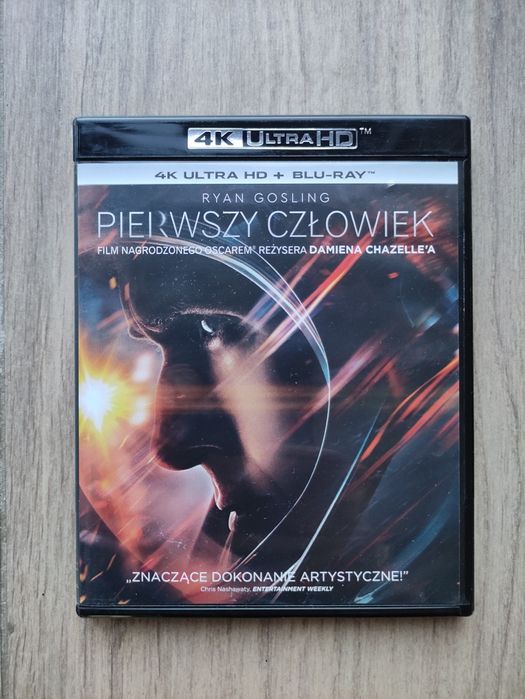 4K ULTRA HD™
4K ULTRA HD + BLU-RAY™
RYAN GOSLING
PIERWSZY CZŁOWIEK
FILM NAGRODZONEGO OSCAREM® REŻYSERA DAMIENA CHAZELLE'A
„ZNACZĄCE DOKONANIE ARTYSTYCZNE!”
Chris Nashawaty, ENTERTAINMENT WEEKLY